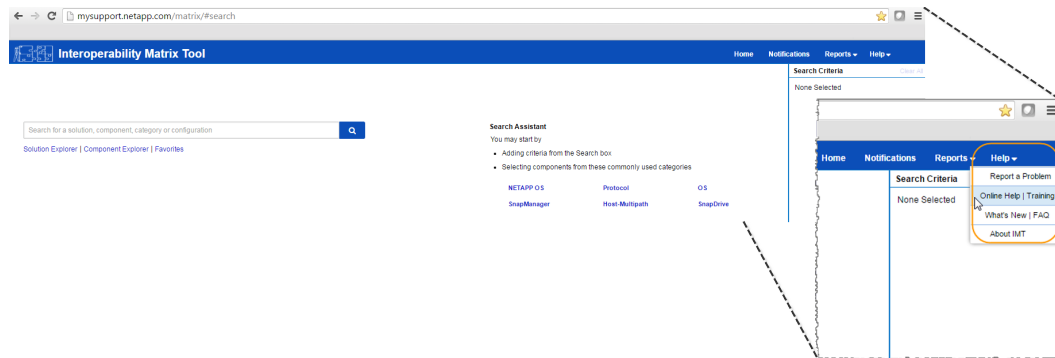 mysupport.netapp.com/matrix/#search
Interoperability Matrix Tool
Home Notifications Reports Help
Search Criteria Clear All
None Selected
Search for a solution, component, category or configuration
Solution Explorer | Component Explorer | Favorites
Search Assistant
You may start by
• Adding criteria from the Search box
• Selecting components from these commonly used categories
NETAPP OS Protocol OS
SnapManager Host-Multipath SnapDrive
Home Notifications Reports Help
Search Criteria
None Selected
Report a Problem
Online Help | Training
What's New | FAQ
About IMT